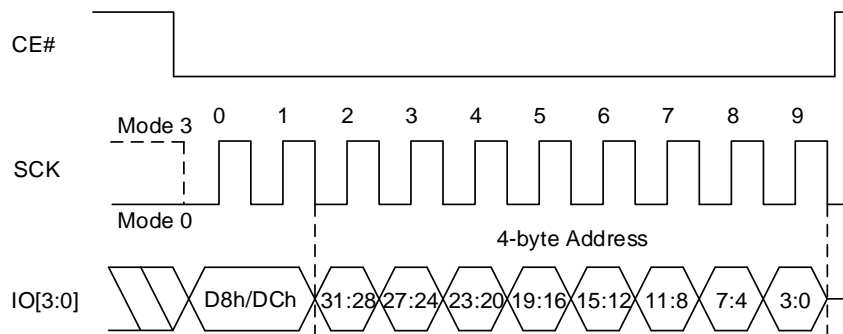 CE#
0 1 2 3 4 5 6 7 8 9
Mode 3
SCK
Mode 0
4-byte Address
IO[3:0]
D8h/DCh 31:28 27:24 23:20 19:16 15:12 11:8 7:4 3:0